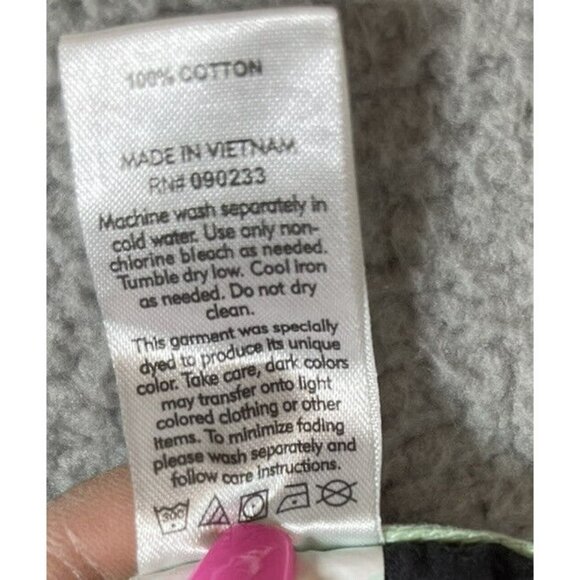 100% COTTON
MADE IN VIETNAM
RN# 090233
Machine wash separately in
cold water. Use only non-
chlorine bleach as needed.
Tumble dry low. Cool iron
as needed. Do not dry
clean.
This garment was specially
dyed to produce its unique
color. Take care, dark colors
may transfer onto light
colored clothing or other
items. To minimize fading
please wash separately and
follow care instructions.